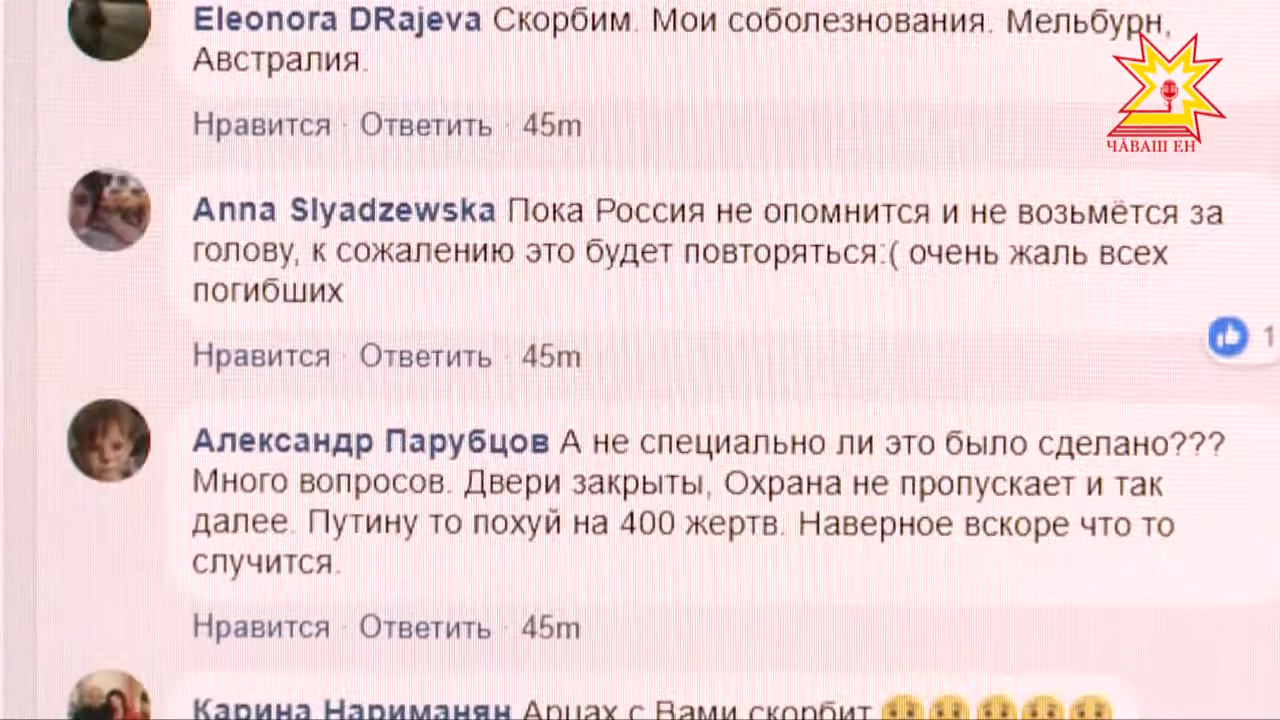 Eleonora DRajeva Скорбим. Мои соболезнования. Мельбурн,
Австралия.
Нравится · Ответить · 45m
ЧӐВАШ ЕН
Anna Slyadzewska Пока Россия не опомнится и не возьмётся за
голову, к сожалению это будет повторяться:( очень жаль всех
погибших
1
Нравится · Ответить · 45m
Александр Парубцов А не специально ли это было сделано???
Много вопросов. Двери закрыты, Охрана не пропускает и так
далее. Путину то похуй на 400 жертв. Наверное вскоре что то
случится.
Нравится · Ответить · 45m
Карина Нариманян Арцах с Вами скорбит